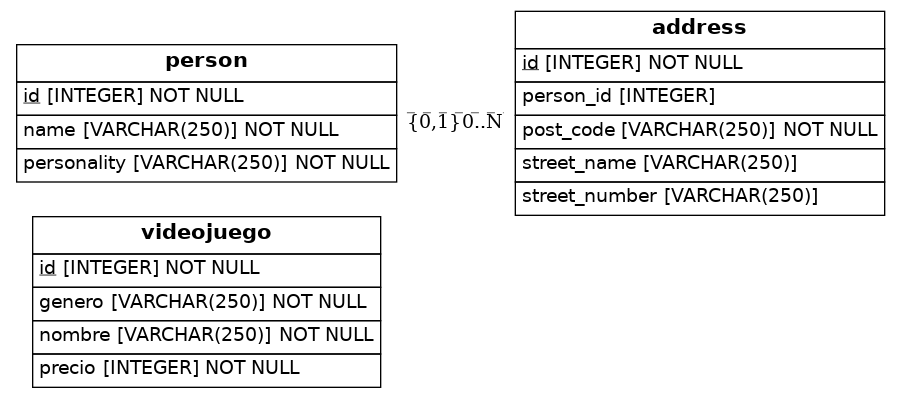 person
id [INTEGER] NOT NULL
name [VARCHAR(250)] NOT NULL
personality [VARCHAR(250)] NOT NULL
{0,1}0..N
address
id [INTEGER] NOT NULL
person_id [INTEGER]
post_code [VARCHAR(250)] NOT NULL
street_name [VARCHAR(250)]
street_number [VARCHAR(250)]
videojuego
id [INTEGER] NOT NULL
genero [VARCHAR(250)] NOT NULL
nombre [VARCHAR(250)] NOT NULL
precio [INTEGER] NOT NULL